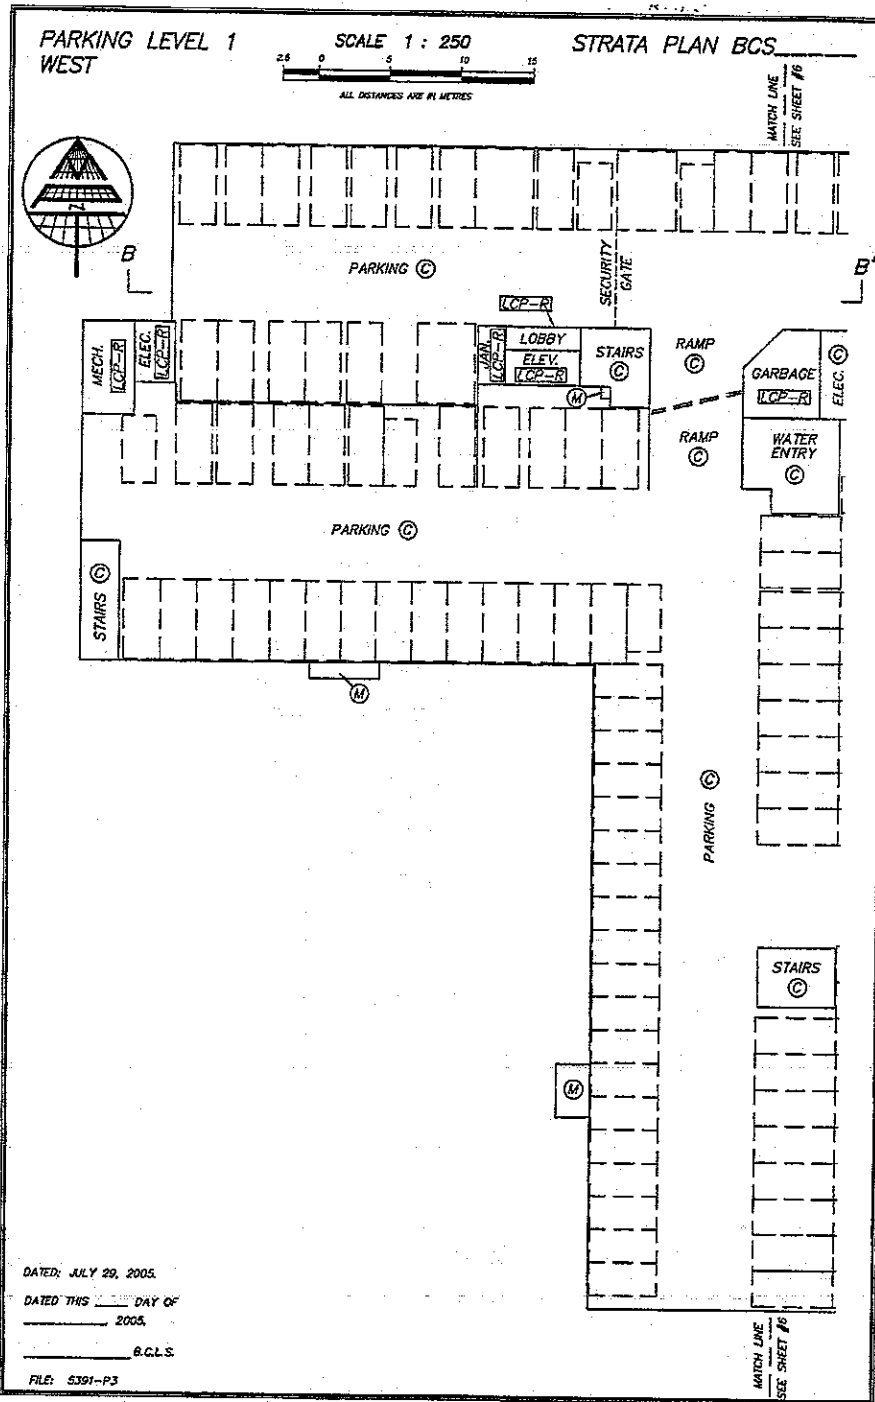 PARKING LEVEL 1
WEST
SCALE 1 : 250
STRATA PLAN BCS
2.5 0 5 10 15
ALL DISTANCES ARE IN METRES
MATCH LINE
SEE SHEET #6
B
B'
PARKING C
SECURITY
GATE
LCP-R
MECH.
LCP-R
ELEC.
LCP-R
JAN.
LCP-R
LOBBY
ELEV.
LCP-R
STAIRS
C
M
RAMP
C
RAMP
C
GARBAGE
LCP-R
ELEC. C
WATER
ENTRY
C
PARKING C
STAIRS C
M
PARKING C
STAIRS
C
M
DATED: JULY 29, 2005.
DATED THIS ____ DAY OF
________ 2005.
________ B.C.L.S.
FILE: 5391-P3
MATCH LINE
SEE SHEET #6